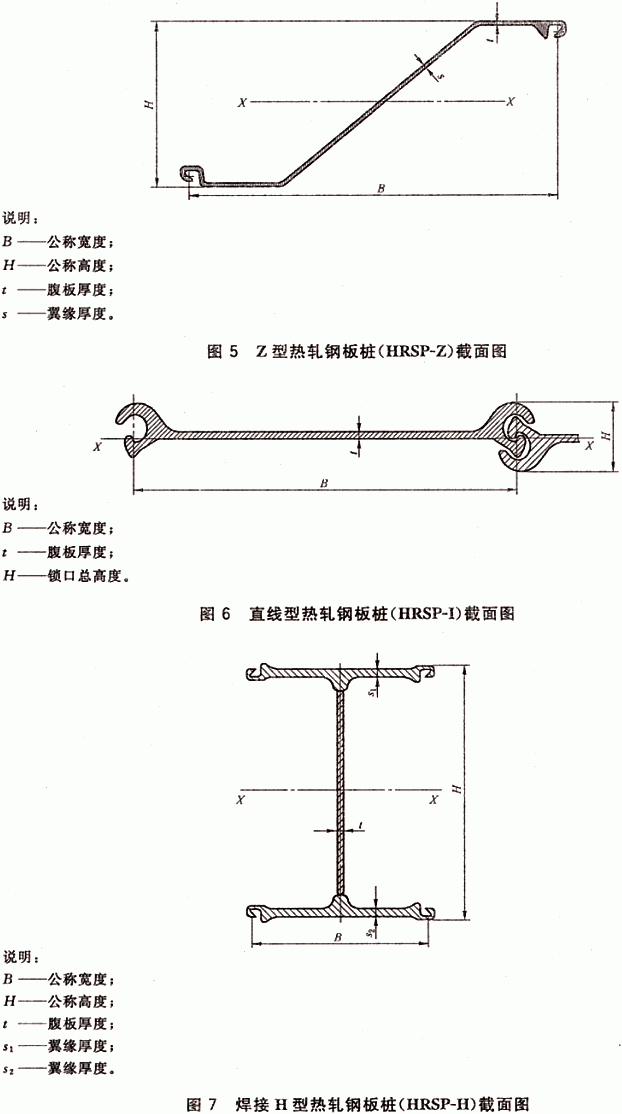 t
s
H
X
X
B
说明：
B ——公称宽度；
H——公称高度；
t ——腹板厚度；
s ——翼缘厚度。
图 5 Z 型热轧钢板桩(HRSP-Z)截面图
X
t
X
H
B
说明：
B ——公称宽度；
t ——腹板厚度；
H——锁口总高度。
图 6 直线型热轧钢板桩(HRSP-I)截面图
s₁
X
X
H
t
s₂
B
说明：
B ——公称宽度；
H——公称高度；
t ——腹板厚度；
s₁ ——翼缘厚度；
s₂ ——翼缘厚度。
图 7 焊接 H 型热轧钢板桩(HRSP-H)截面图